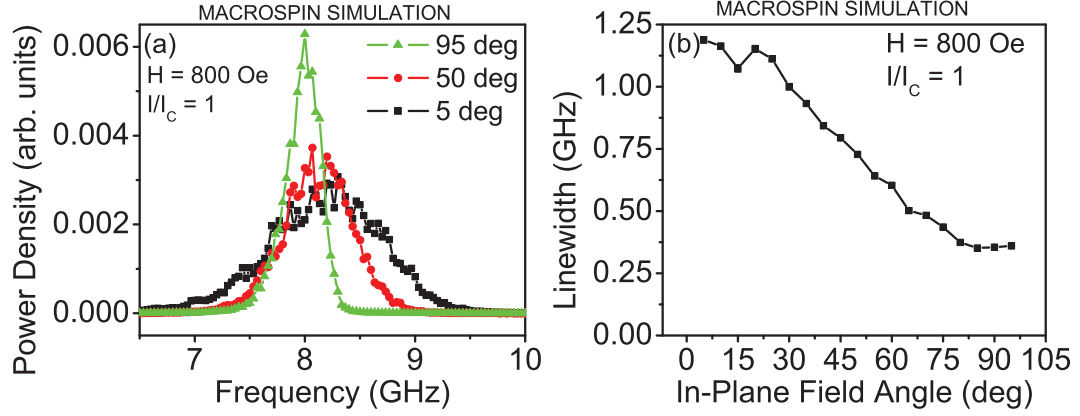 MACROSPIN SIMULATION
(a)
H = 800 Oe
I/I_C = 1
95 deg
50 deg
5 deg
0.006
0.004
0.002
0.000
Power Density (arb. units)
7 8 9 10
Frequency (GHz)
MACROSPIN SIMULATION
(b)
H = 800 Oe
I/I_C = 1
1.25
1.00
0.75
0.50
0.25
0.00
Linewidth (GHz)
0 15 30 45 60 75 90 105
In-Plane Field Angle (deg)